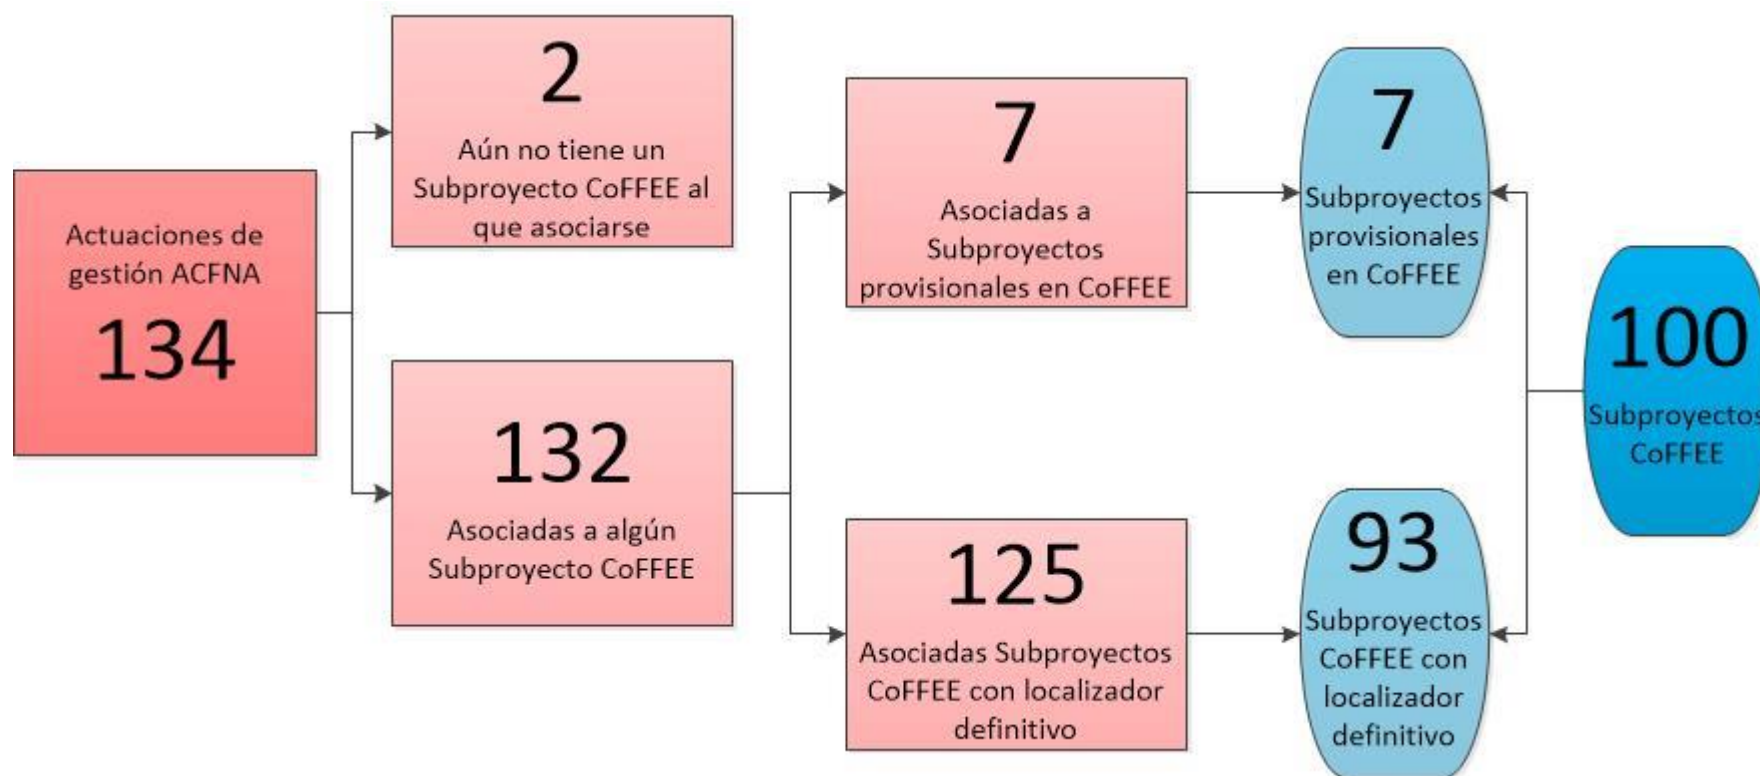 Actuaciones de
gestión ACFNA
134
2
Aún no tiene un
Subproyecto CoFFEE al
que asociarse
132
Asociadas a algún
Subproyecto CoFFEE
7
Asociadas a
Subproyectos
provisionales en CoFFEE
125
Asociadas Subproyectos
CoFFEE con localizador
definitivo
7
Subproyectos
provisionales
en CoFFEE
93
Subproyectos
CoFFEE con
localizador
definitivo
100
Subproyectos
CoFFEE